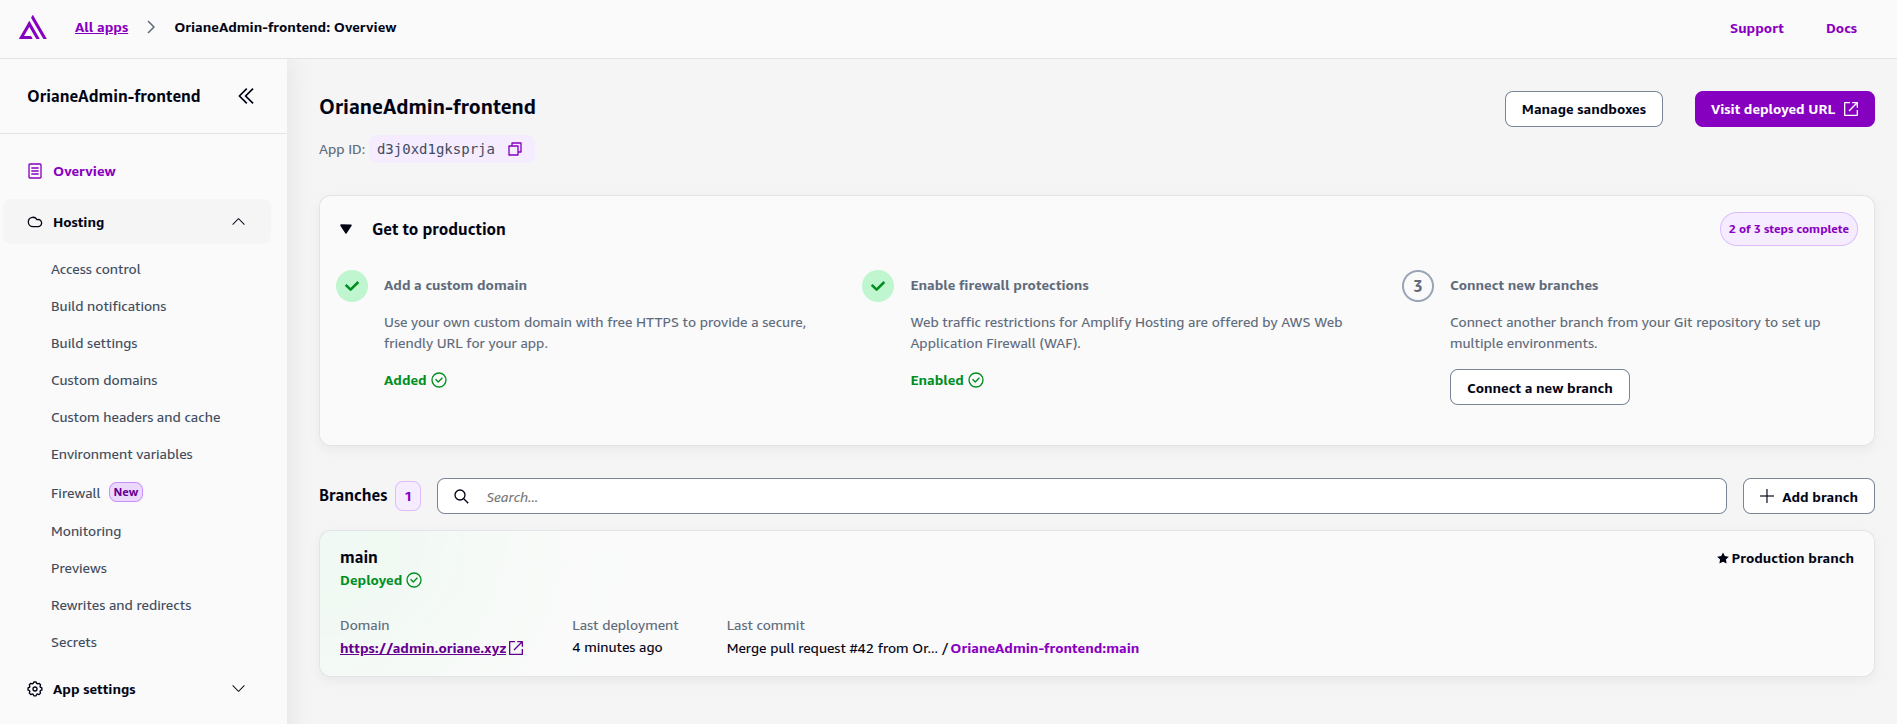 All apps
OrianeAdmin-frontend: Overview
Support
Docs
OrianeAdmin-frontend
Overview
Hosting
Access control
Build notifications
Build settings
Custom domains
Custom headers and cache
Environment variables
Firewall New
Monitoring
Previews
Rewrites and redirects
Secrets
App settings
OrianeAdmin-frontend
App ID: d3j0xd1gksprja
Manage sandboxes
Visit deployed URL
Get to production
2 of 3 steps complete
Add a custom domain
Use your own custom domain with free HTTPS to provide a secure,
friendly URL for your app.
Added
Enable firewall protections
Web traffic restrictions for Amplify Hosting are offered by AWS Web
Application Firewall (WAF).
Enabled
3
Connect new branches
Connect another branch from your Git repository to set up
multiple environments.
Connect a new branch
Branches 1
Search...
Add branch
main
Deployed
Production branch
Domain
https://admin.oriane.xyz
Last deployment
4 minutes ago
Last commit
Merge pull request #42 from Or... / OrianeAdmin-frontend:main